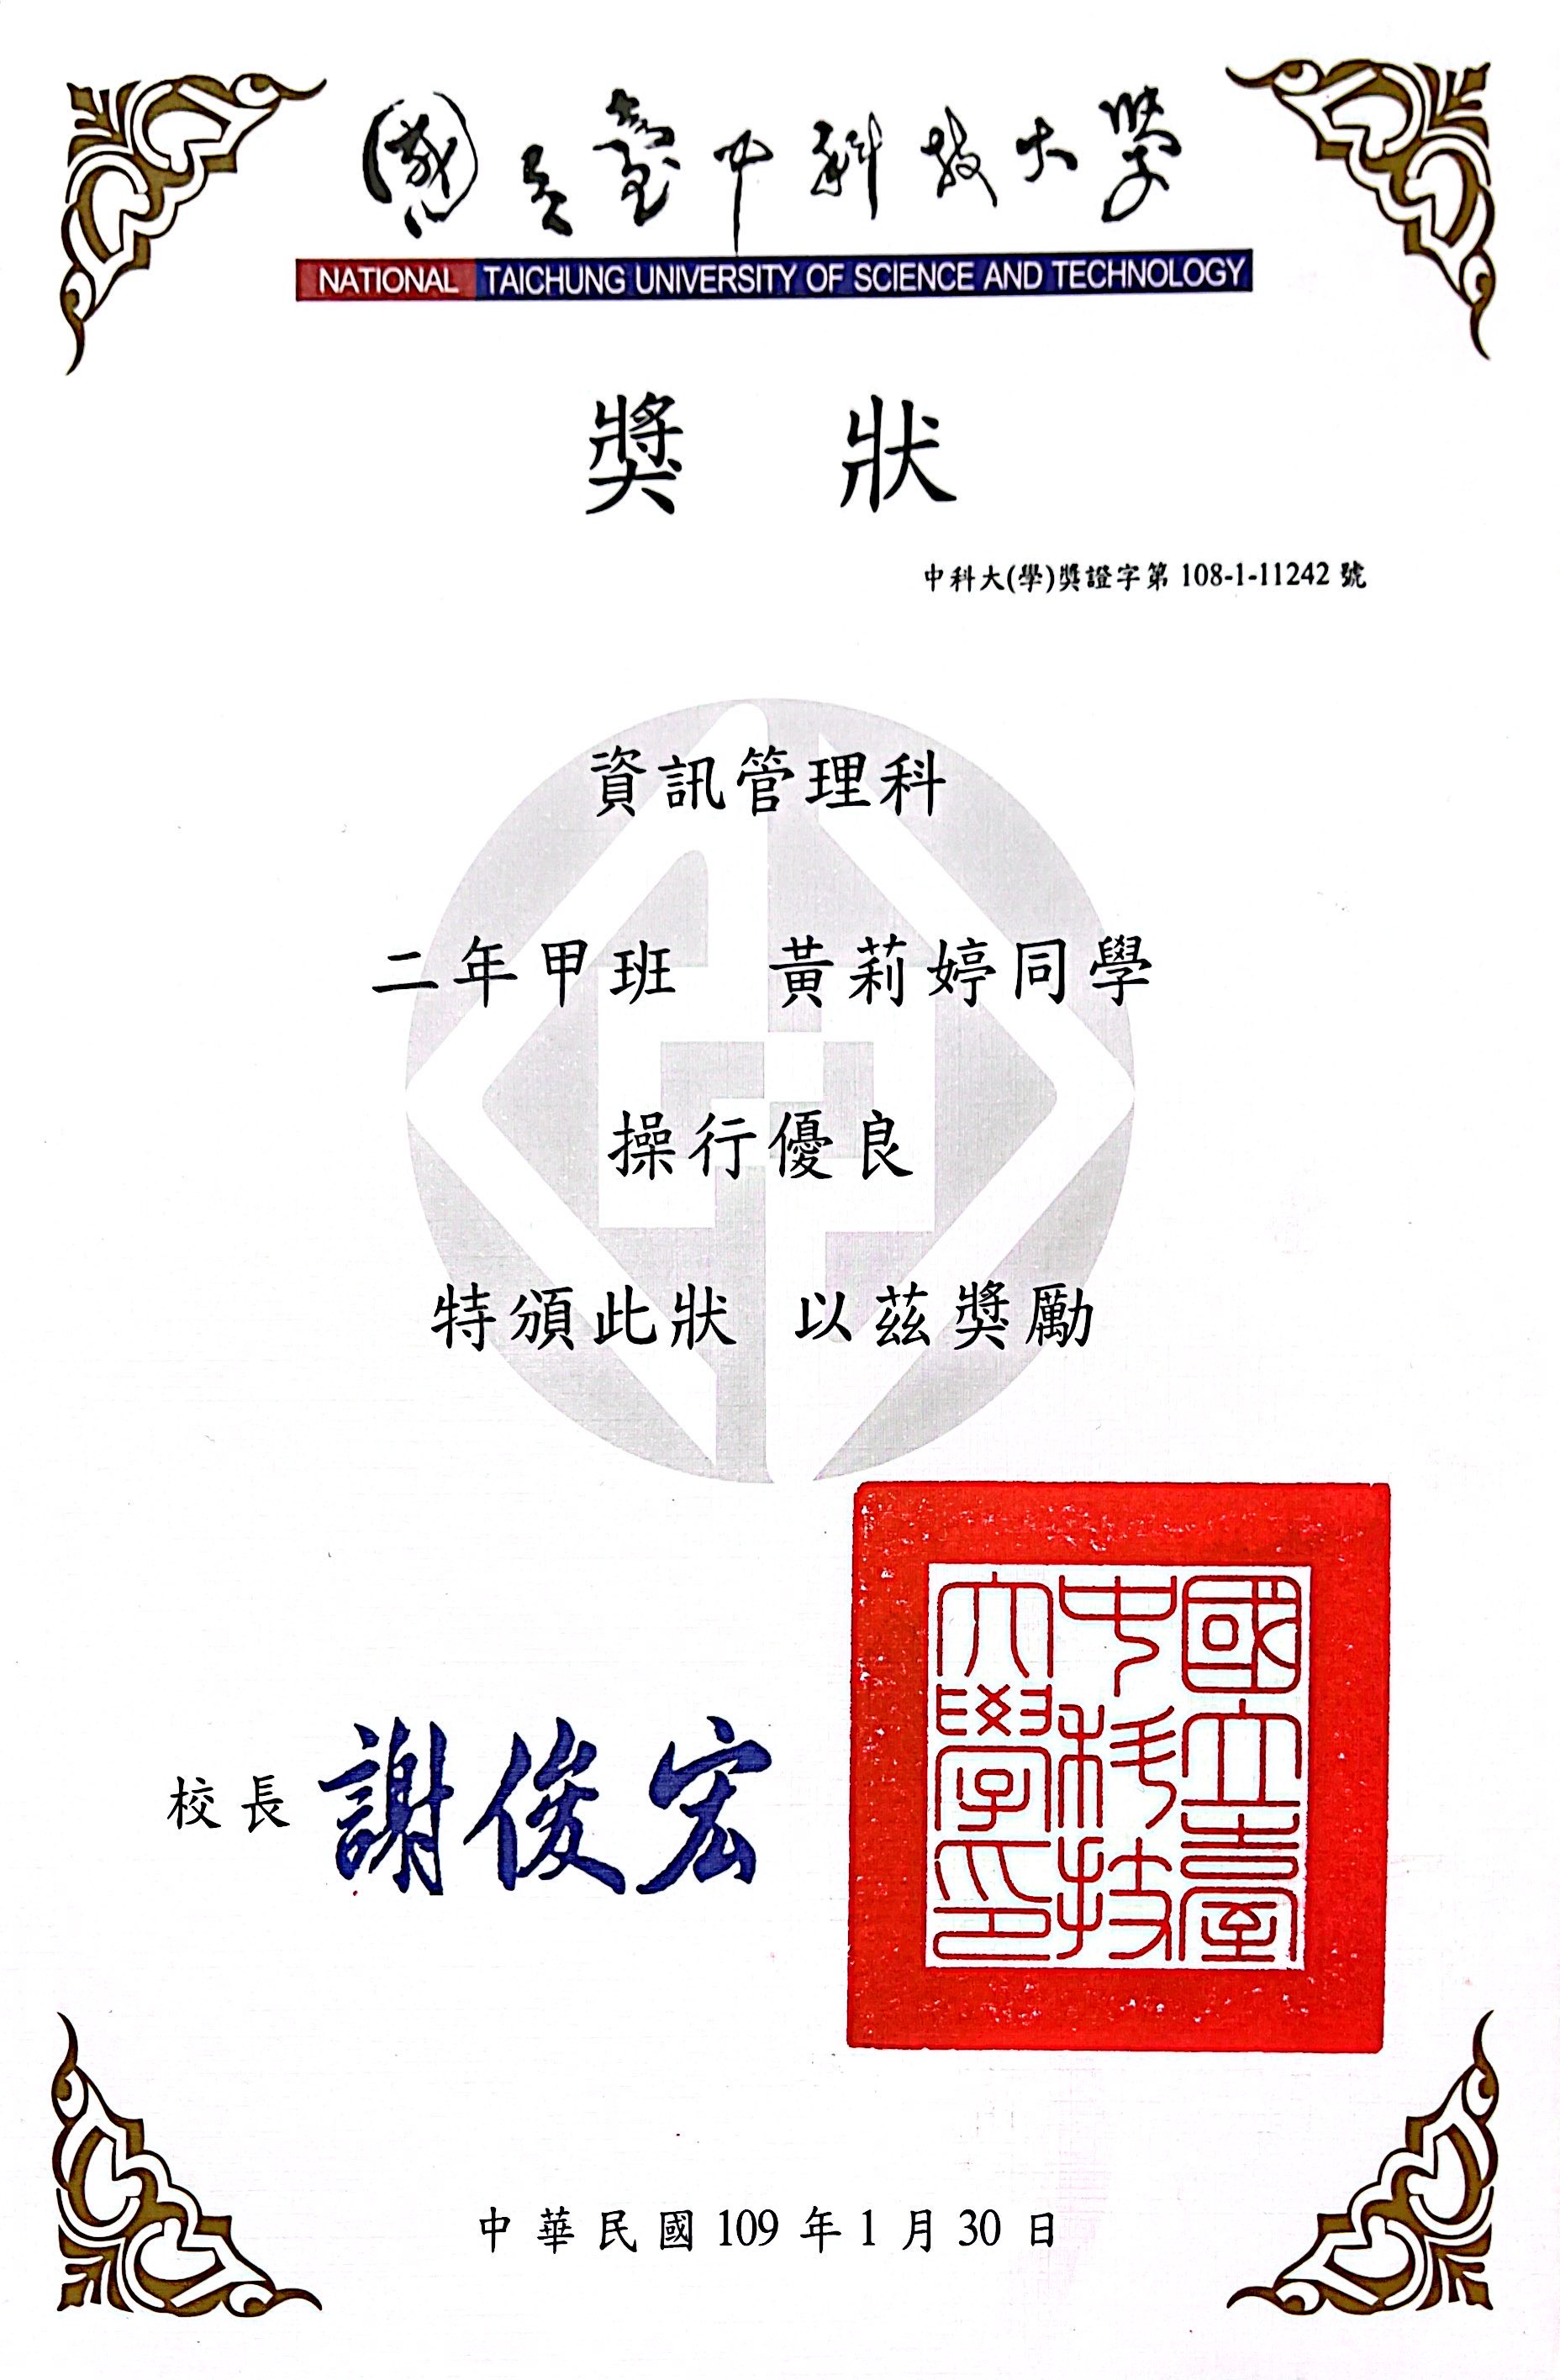 國立臺中科技大學
NATIONAL TAICHUNG UNIVERSITY OF SCIENCE AND TECHNOLOGY
獎 狀
中科大(學)獎證字第 108-1-11242 號
資訊管理科
二年甲班 黃莉婷同學
操行優良
特頒此狀 以茲獎勵
國立臺中科技大學印
校長 謝俊宏
中華民國 109 年 1 月 30 日